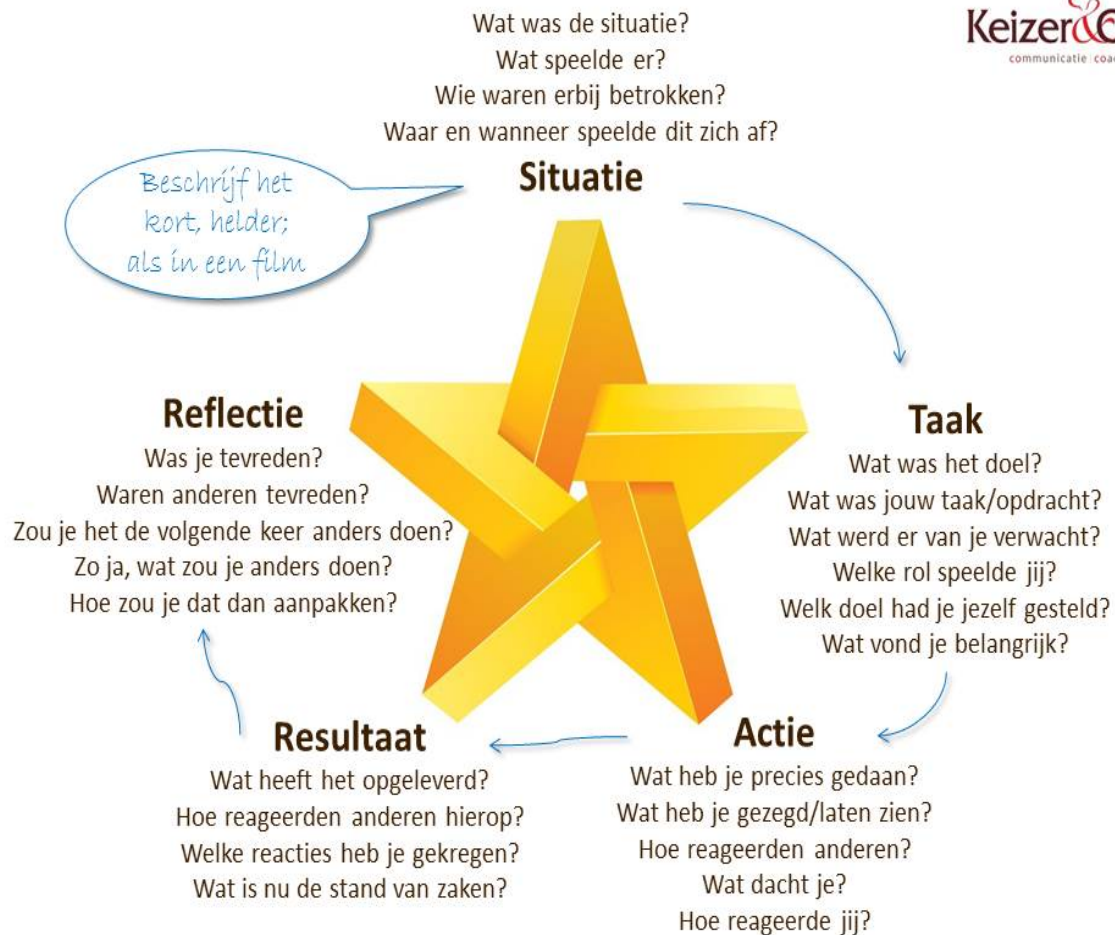 Wat was de situatie?
Wat speelde er?
Wie waren erbij betrokken?
Waar en wanneer speelde dit zich af?
Situatie
Keizer&
communicatie
Beschrijf het
kort, helder;
als in een film
Taak
Wat was het doel?
Wat was jouw taak/opdracht?
Wat werd er van je verwacht?
Welke rol speelde jij?
Welk doel had je jezelf gesteld?
Wat vond je belangrijk?
Actie
Wat heb je precies gedaan?
Wat heb je gezegd/laten zien?
Hoe reageerden anderen?
Wat dacht je?
Hoe reageerde jij?
Resultaat
Wat heeft het opgeleverd?
Hoe reageerden anderen hierop?
Welke reacties heb je gekregen?
Wat is nu de stand van zaken?
Reflectie
Was je tevreden?
Waren anderen tevreden?
Zou je het de volgende keer anders doen?
Zo ja, wat zou je anders doen?
Hoe zou je dat dan aanpakken?